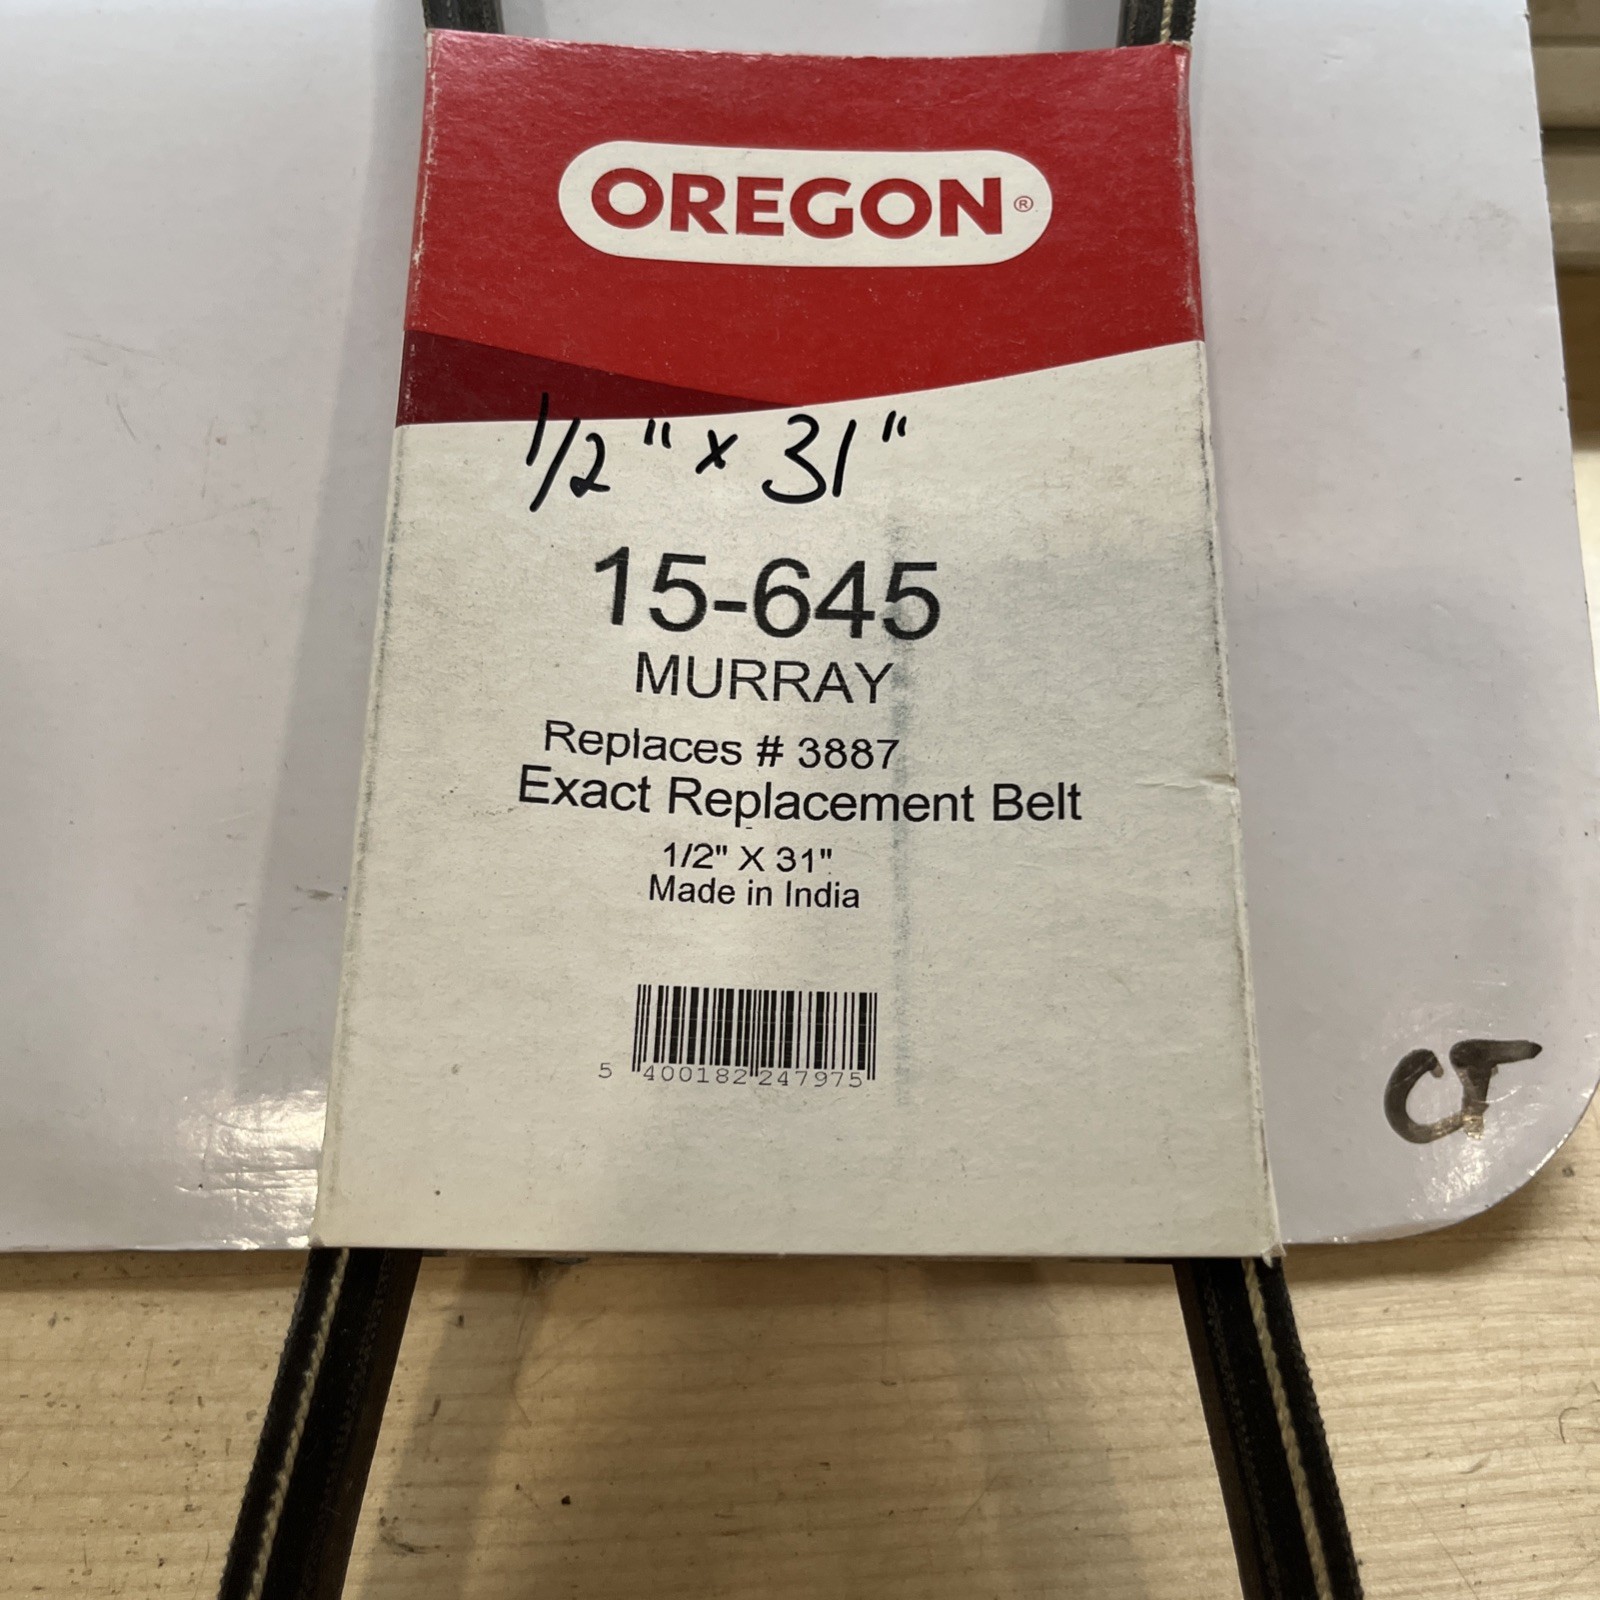 OREGON®
1/2" x 31"
15-645
MURRAY
Replaces # 3887
Exact Replacement Belt
1/2" X 31"
Made in India
5 400182 247975
CT